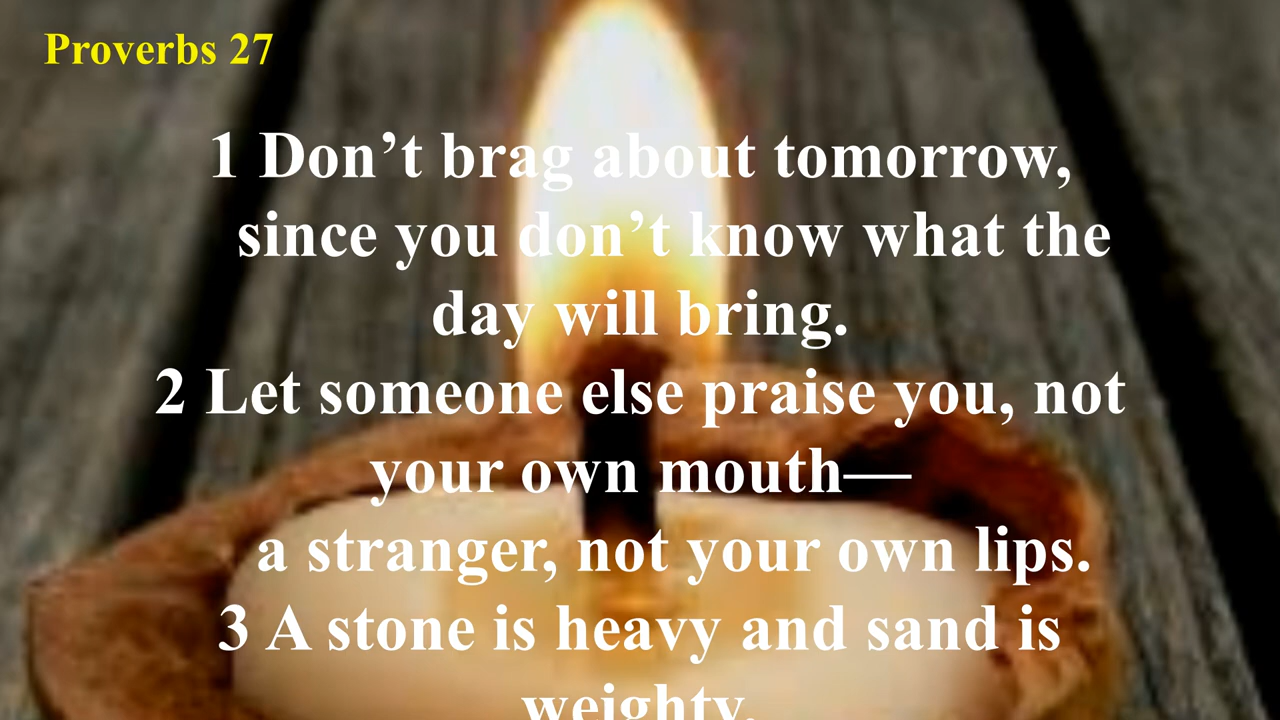 Proverbs 27
1 Don’t brag about tomorrow,
since you don’t know what the
day will bring.
2 Let someone else praise you, not
your own mouth—
a stranger, not your own lips.
3 A stone is heavy and sand is
weighty,